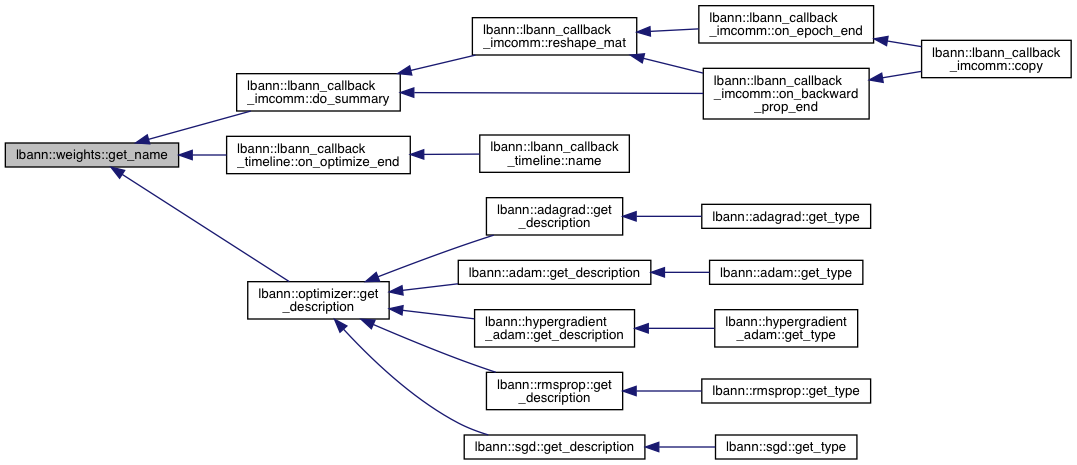 lbann::weights::get_name
lbann::lbann_callback
_imcomm::do_summary
lbann::lbann_callback
_imcomm::reshape_mat
lbann::lbann_callback
_imcomm::on_epoch_end
lbann::lbann_callback
_imcomm::copy
lbann::lbann_callback
_imcomm::on_backward
_prop_end
lbann::lbann_callback
_timeline::on_optimize_end
lbann::lbann_callback
_timeline::name
lbann::optimizer::get
_description
lbann::adagrad::get
_description
lbann::adagrad::get_type
lbann::adam::get_description
lbann::adam::get_type
lbann::hypergradient
_adam::get_description
lbann::hypergradient
_adam::get_type
lbann::rmsprop::get
_description
lbann::rmsprop::get_type
lbann::sgd::get_description
lbann::sgd::get_type